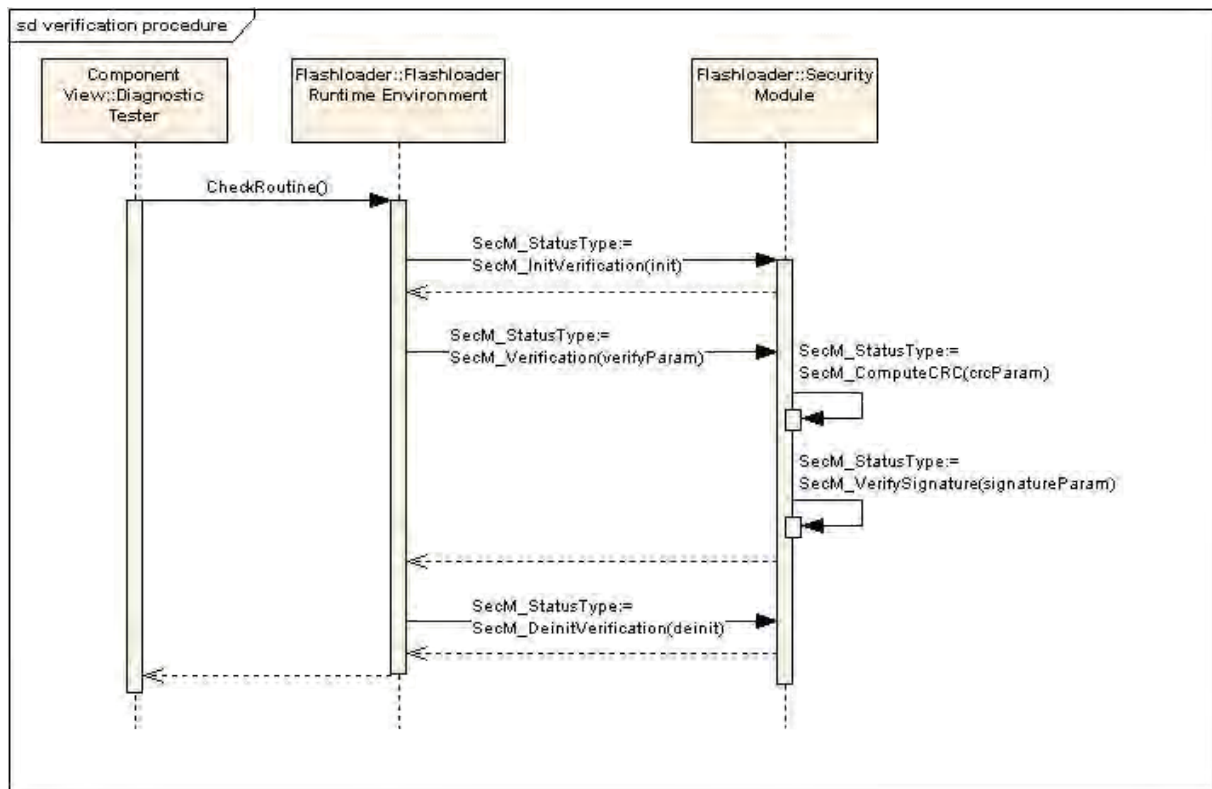 sd verification procedure
Component
View::Diagnostic
Tester
Flashloader::Flashloader
Runtime Environment
Flashloader::Security
Module
CheckRoutine()
SecM_StatusType:=
SecM_InitVerification(init)
SecM_StatusType:=
SecM_Verification(verifyParam)
SecM_StatusType:=
SecM_ComputeCRC(crcParam)
SecM_StatusType:=
SecM_VerifySignature(signatureParam)
SecM_StatusType:=
SecM_DeinitVerification(deinit)